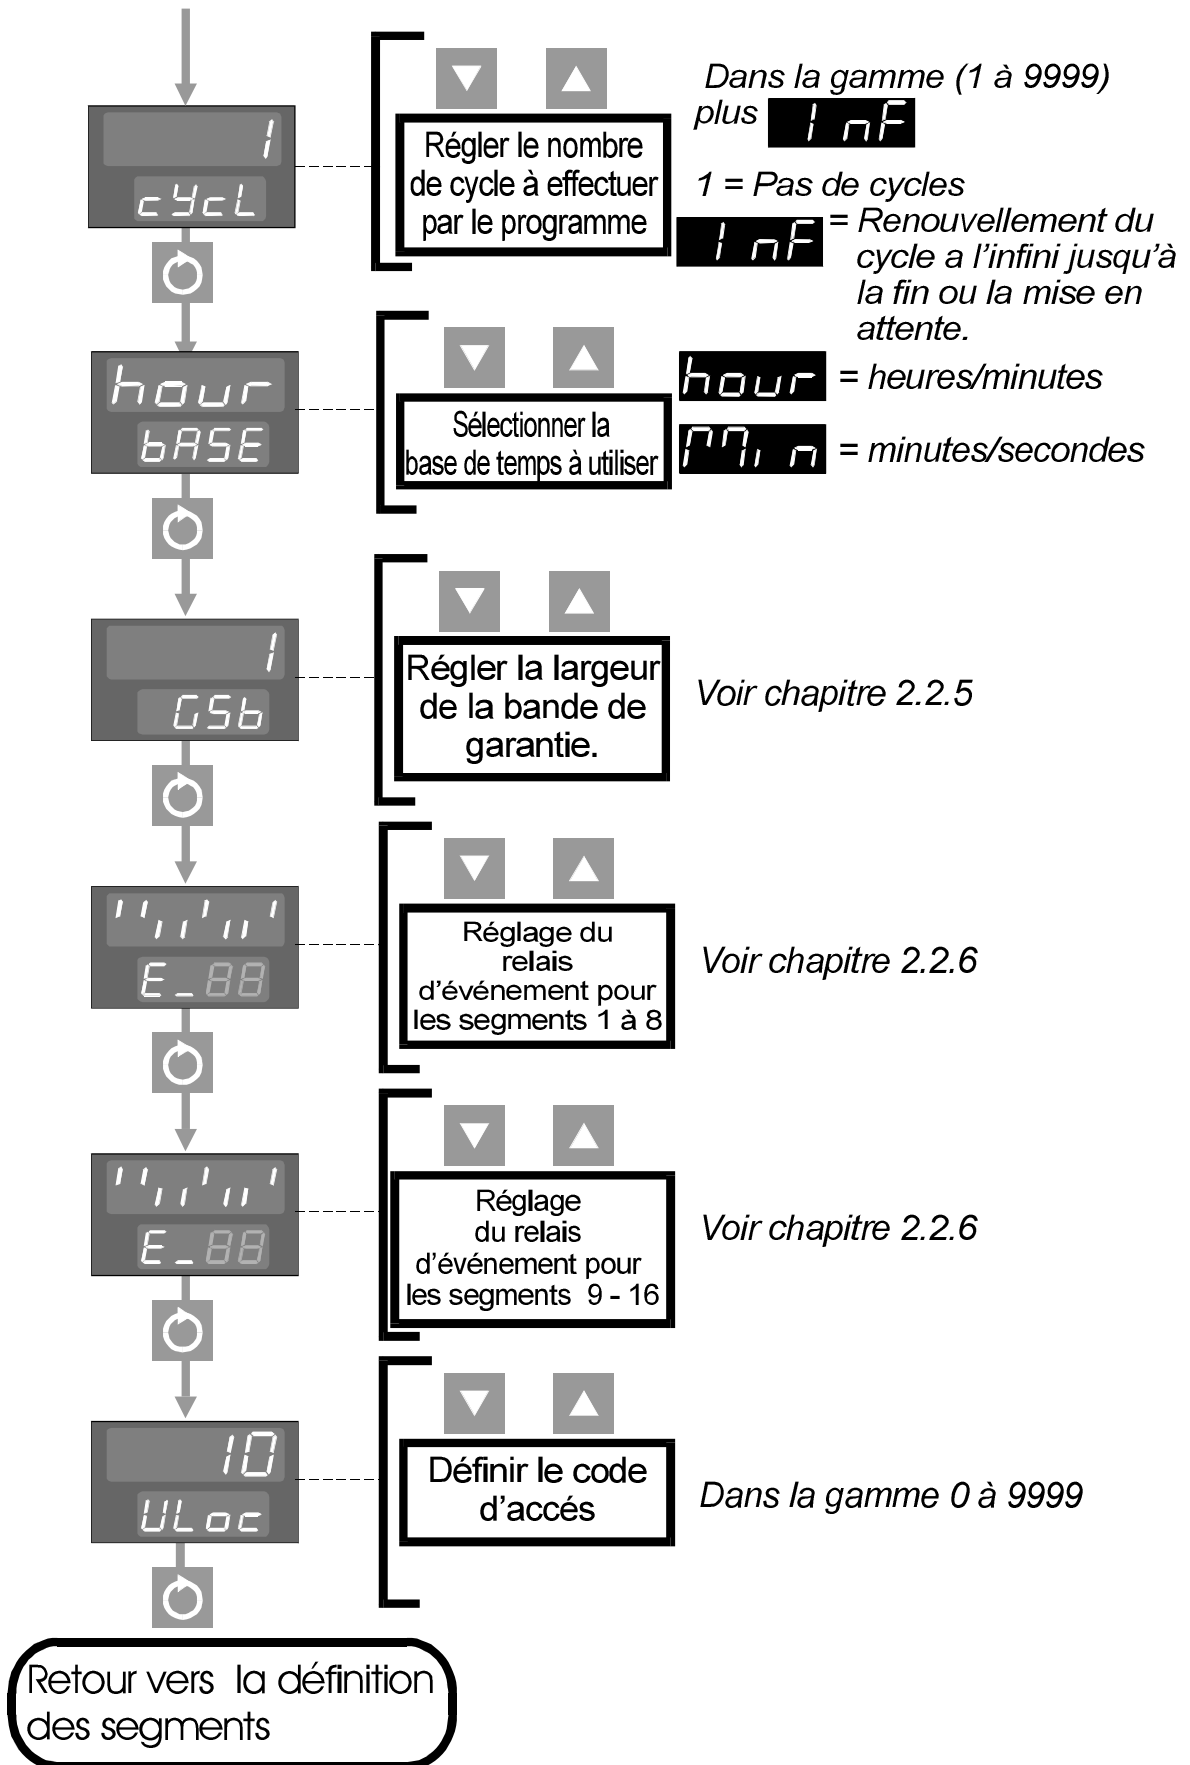 1
cYcL
Régler le nombre
de cycle à effectuer
par le programme
Dans la gamme (1 à 9999)
plus InF
1 = Pas de cycles
InF = Renouvellement du
cycle a l'infini jusqu'à
la fin ou la mise en
attente.
hour
bASE
Sélectionner la
base de temps à utiliser
hour = heures/minutes
Min = minutes/secondes
1
GSb
Régler la largeur
de la bande de
garantie.
Voir chapitre 2.2.5
E_88
Réglage du
relais
d'événement pour
les segments 1 à 8
Voir chapitre 2.2.6
E_88
Réglage
du relais
d'événement pour
les segments 9 - 16
Voir chapitre 2.2.6
10
ULoc
Définir le code
d'accés
Dans la gamme 0 à 9999
Retour vers la définition
des segments